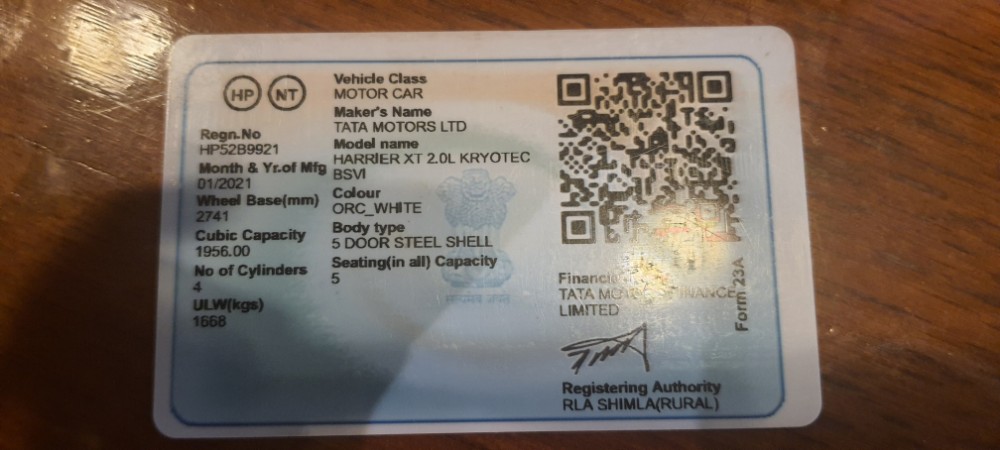 HP NT
Regn.No
HP52B9921
Month & Yr.of Mfg
01/2021
Wheel Base(mm)
2741
Cubic Capacity
1956.00
No of Cylinders
4
ULW(kgs)
1668
Vehicle Class
MOTOR CAR
Maker's Name
TATA MOTORS LTD
Model name
HARRIER XT 2.0L KRYOTEC
BSVI
Colour
ORC_WHITE
Body type
5 DOOR STEEL SHELL
Seating(in all) Capacity
5
TATA FINANCE
LIMITED
Form 23A
Registering Authority
RLA SHIMLA(RURAL)